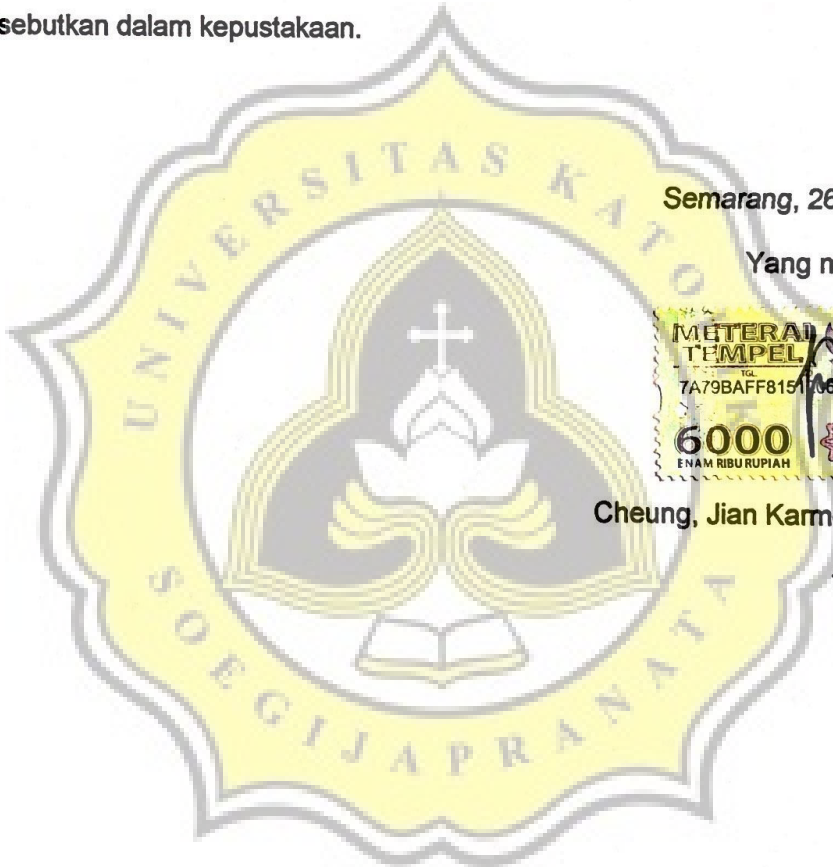 sebutkan dalam kepustakaan.
UNIVERSITAS KATOLIK
Semarang, 26
Yang m
METERAI
TEMPEL
TGL.
7A79BAFF8151
6000
ENAM RIBU RUPIAH
Cheung, Jian Karm
SOEGIJAPRANATA